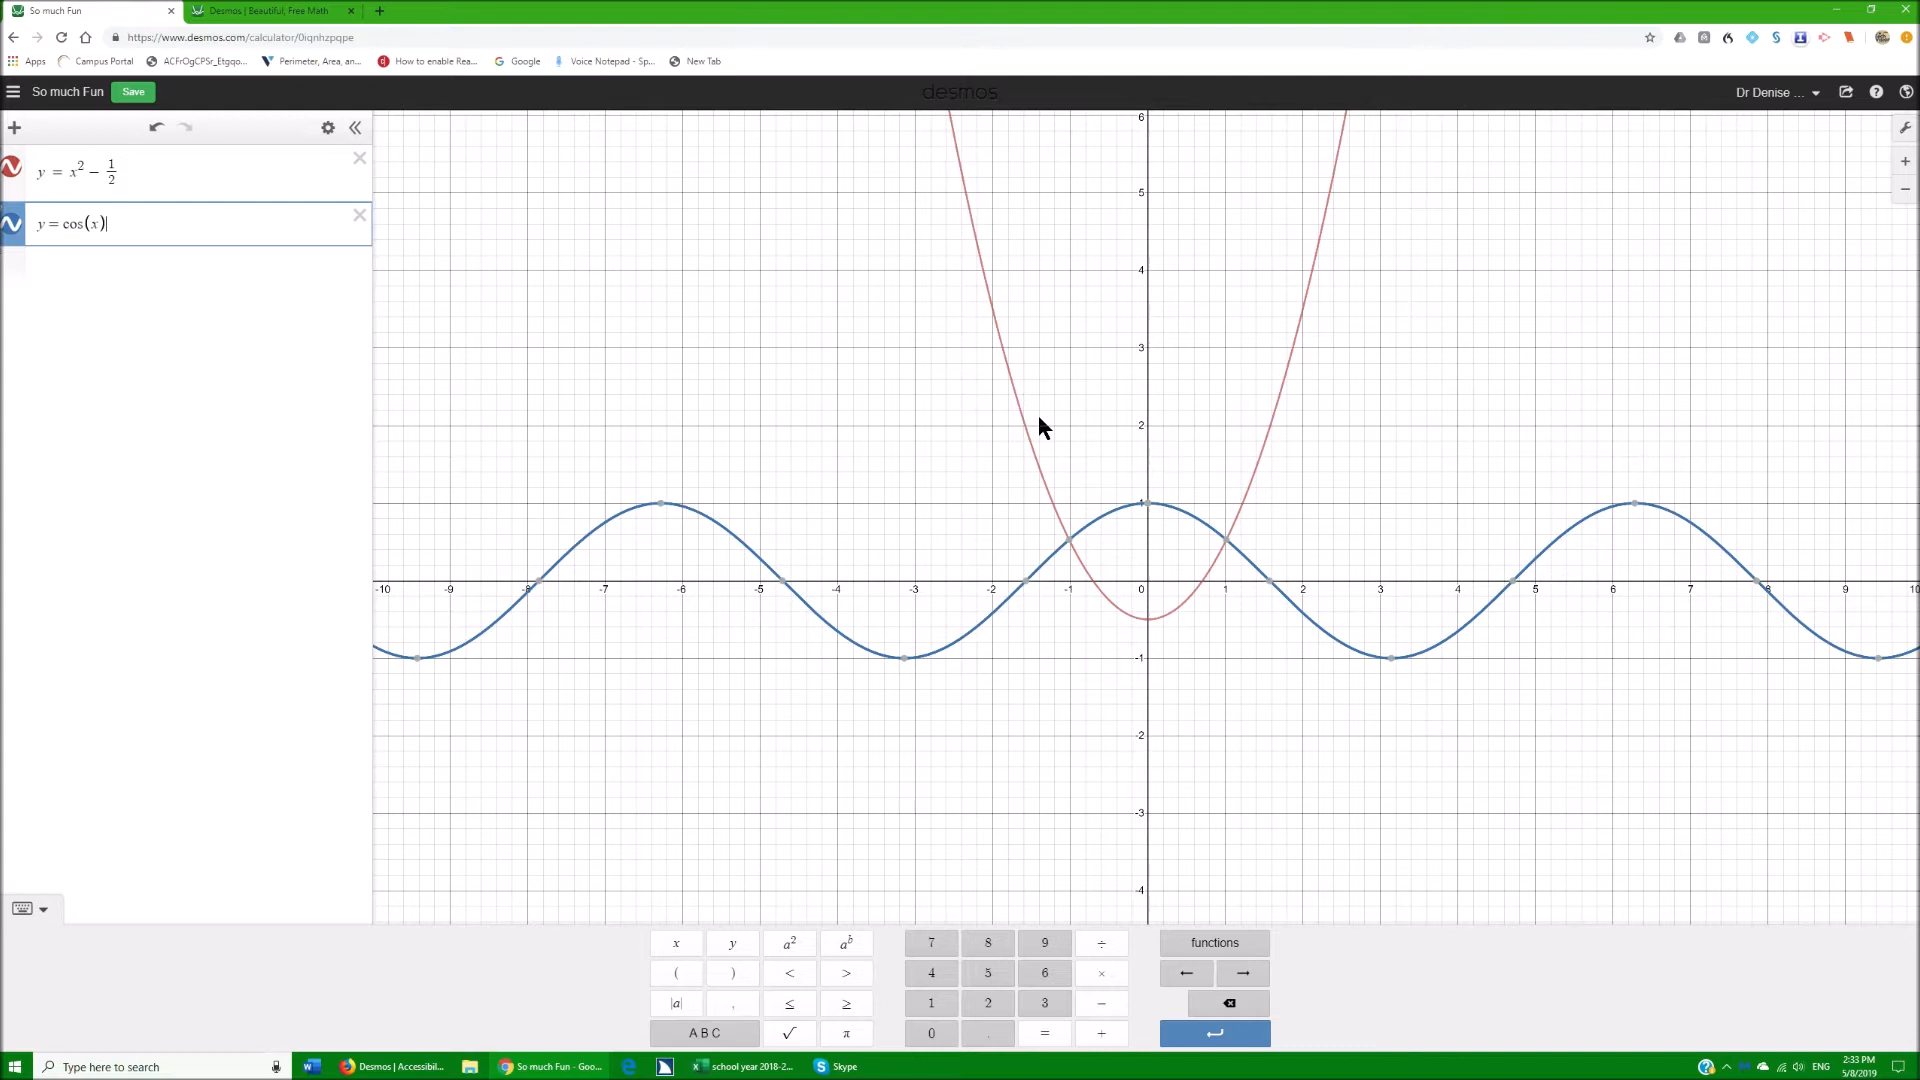 So much Fun
Desmos | Beautiful, Free Math
https://www.desmos.com/calculator/0iqnhzpqpe
Apps
Campus Portal
ACFrOgCPSr_Etgqo...
Perimeter, Area, an...
How to enable Rea...
Google
Voice Notepad - Sp...
New Tab
So much Fun
Save
desmos
Dr Denise ...
y = x² − 1/2
y = cos(x)
6
5
4
3
2
1
-10 -9 -8 -7 -6 -5 -4 -3 -2 -1 0 1 2 3 4 5 6 7 8 9 10
-1
-2
-3
-4
x y a² aᵇ 7 8 9 ÷ functions
( ) < > 4 5 6 × ← →
|a| , ≤ ≥ 1 2 3 −
A B C √ π 0 . = +
Type here to search
Desmos | Accessibil...
So much Fun - Goo...
school year 2018-2...
Skype
ENG
2:33 PM
5/8/2019